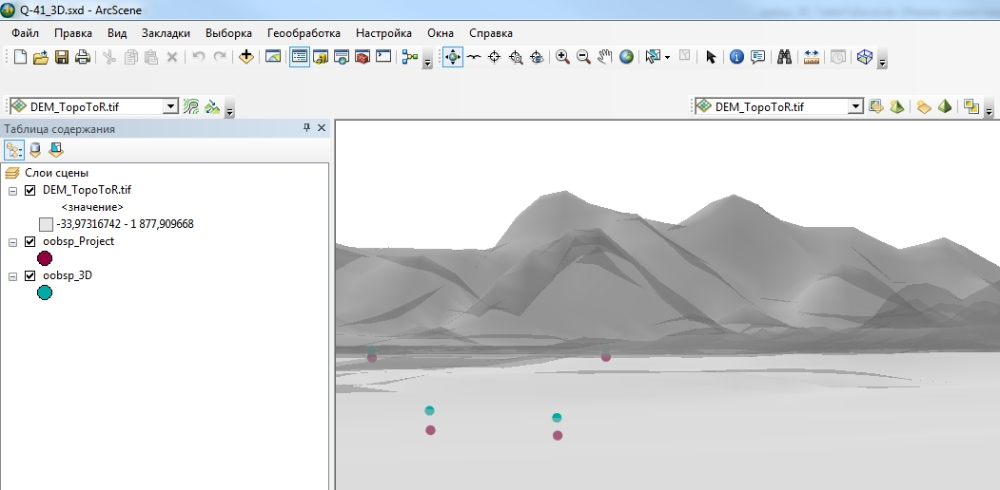 Q-41_3D.sxd - ArcScene
Файл Правка Вид Закладки Выборка Геообработка Настройка Окна Справка
DEM_TopoToR.tif DEM_TopoToR.tif
Таблица содержания
Слои сцены
DEM_TopoToR.tif
<значение>
-33,97316742 - 1 877,909668
oobsp_Project
oobsp_3D